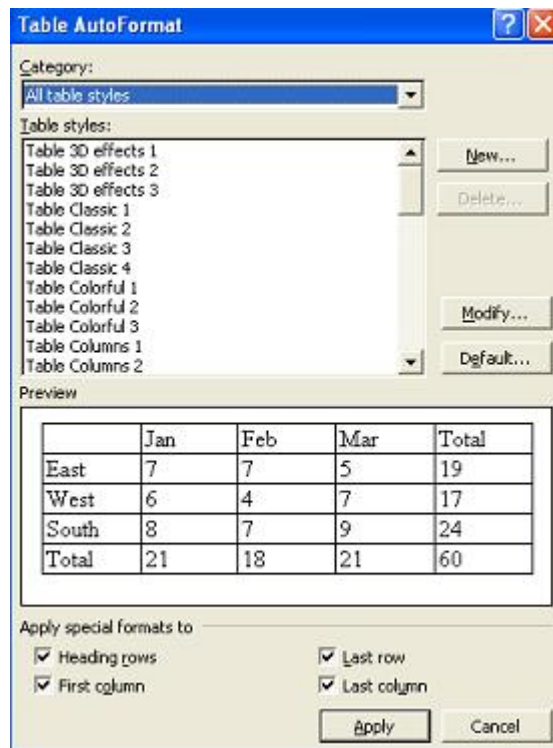 Table AutoFormat
Category:
All table styles
Table styles:
Table 3D effects 1
Table 3D effects 2
Table 3D effects 3
Table Classic 1
Table Classic 2
Table Classic 3
Table Classic 4
Table Colorful 1
Table Colorful 2
Table Colorful 3
Table Columns 1
Table Columns 2
New...
Delete...
Modify...
Default...
Preview
Jan Feb Mar Total
East 7 7 5 19
West 6 4 7 17
South 8 7 9 24
Total 21 18 21 60
Apply special formats to
Heading rows Last row
First column Last column
Apply Cancel